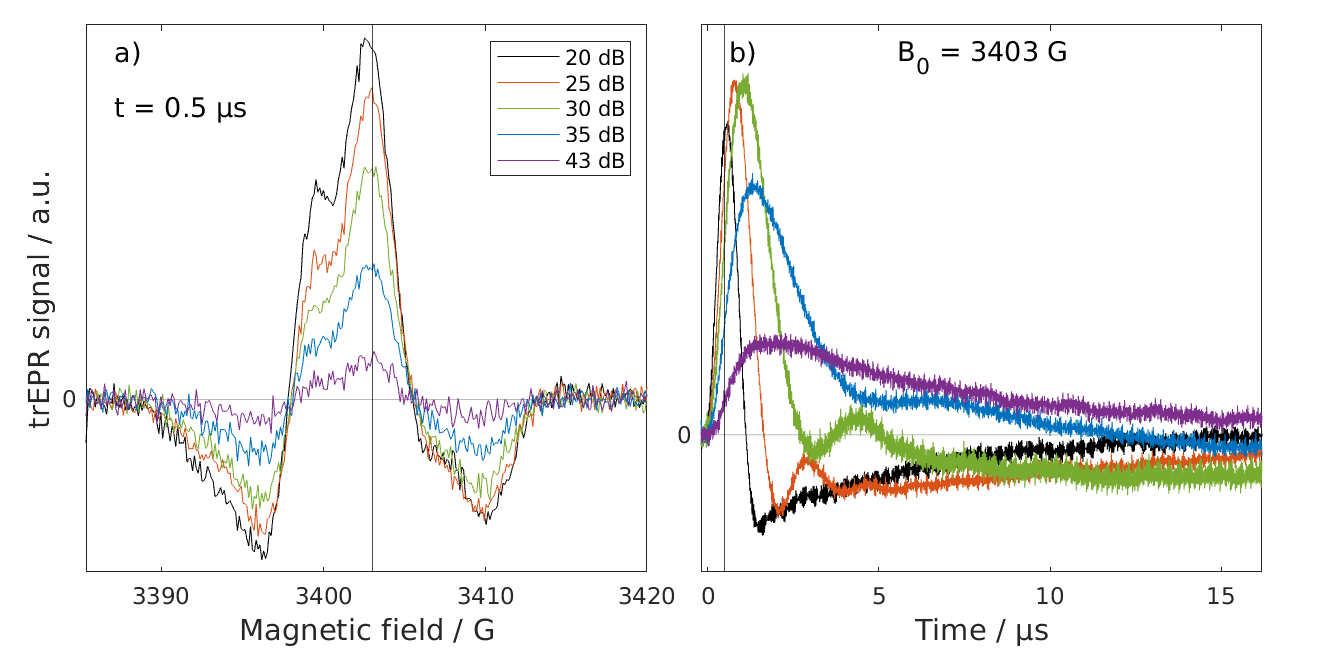 a)
t = 0.5 μs
20 dB
25 dB
30 dB
35 dB
43 dB
trEPR signal / a.u.
0
3390
3400
3410
3420
Magnetic field / G
b)
B0 = 3403 G
0
0
5
10
15
Time / μs